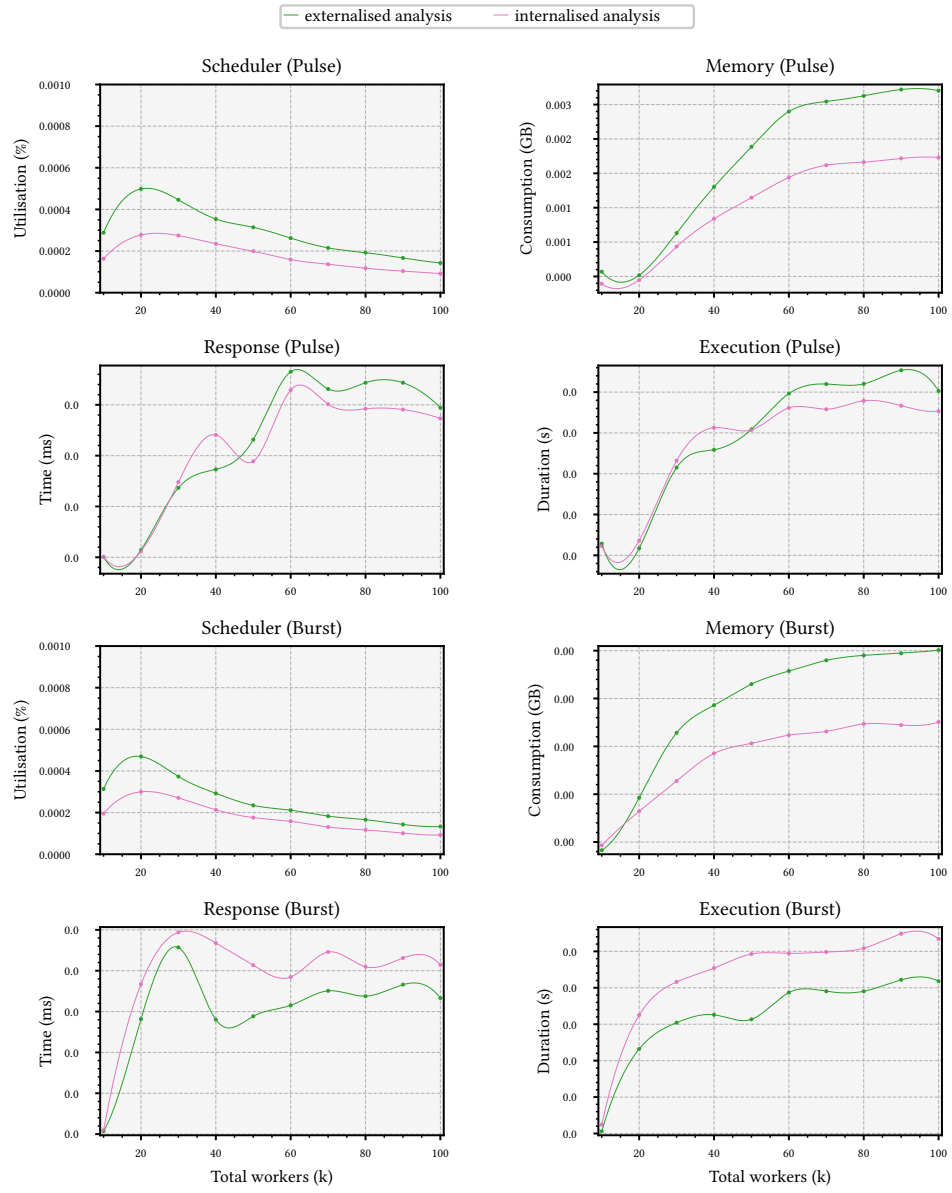 externalised analysis internalised analysis
Scheduler (Pulse)
Utilisation (%)
0.0010
0.0008
0.0006
0.0004
0.0002
0.0000
20 40 60 80 100
Memory (Pulse)
Consumption (GB)
0.003
0.002
0.002
0.001
0.001
0.000
20 40 60 80 100
Response (Pulse)
Time (ms)
0.0
0.0
0.0
0.0
20 40 60 80 100
Execution (Pulse)
Duration (s)
0.0
0.0
0.0
0.0
0.0
20 40 60 80 100
Scheduler (Burst)
Utilisation (%)
0.0010
0.0008
0.0006
0.0004
0.0002
0.0000
20 40 60 80 100
Memory (Burst)
Consumption (GB)
0.00
0.00
0.00
0.00
0.00
20 40 60 80 100
Response (Burst)
Time (ms)
0.0
0.0
0.0
0.0
0.0
0.0
20 40 60 80 100
Total workers (k)
Execution (Burst)
Duration (s)
0.0
0.0
0.0
0.0
0.0
0.0
20 40 60 80 100
Total workers (k)